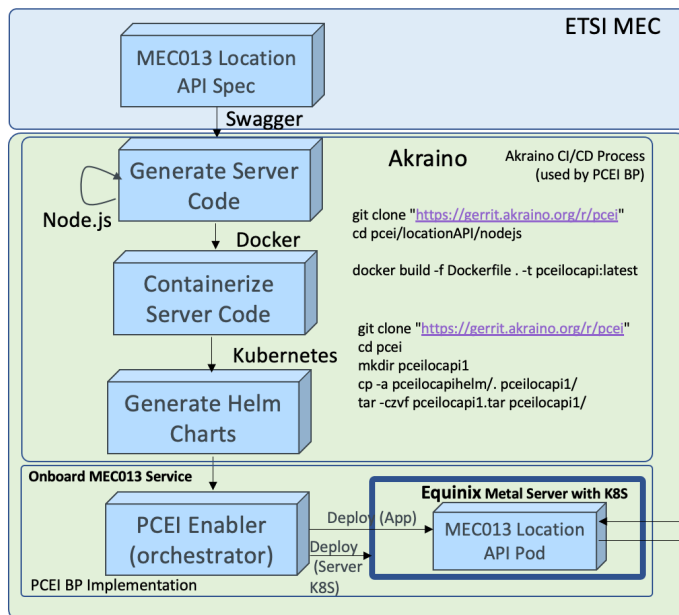 ETSI MEC
MEC013 Location
API Spec
Swagger
Akraino
Akraino CI/CD Process
(used by PCEI BP)
Generate Server
Code
Node.js
git clone "https://gerrit.akraino.org/r/pcei"
cd pcei/locationAPI/nodejs
docker build -f Dockerfile . -t pceilocapi:latest
Docker
Containerize
Server Code
git clone "https://gerrit.akraino.org/r/pcei"
cd pcei
mkdir pceilocapi1
cp -a pceilocapihelm/. pceilocapi1/
tar -czvf pceilocapi1.tar pceilocapi1/
Kubernetes
Generate Helm
Charts
Onboard MEC013 Service
Equinix Metal Server with K8S
PCEI Enabler
(orchestrator)
Deploy (App)
Deploy
(Server
K8S)
MEC013 Location
API Pod
PCEI BP Implementation